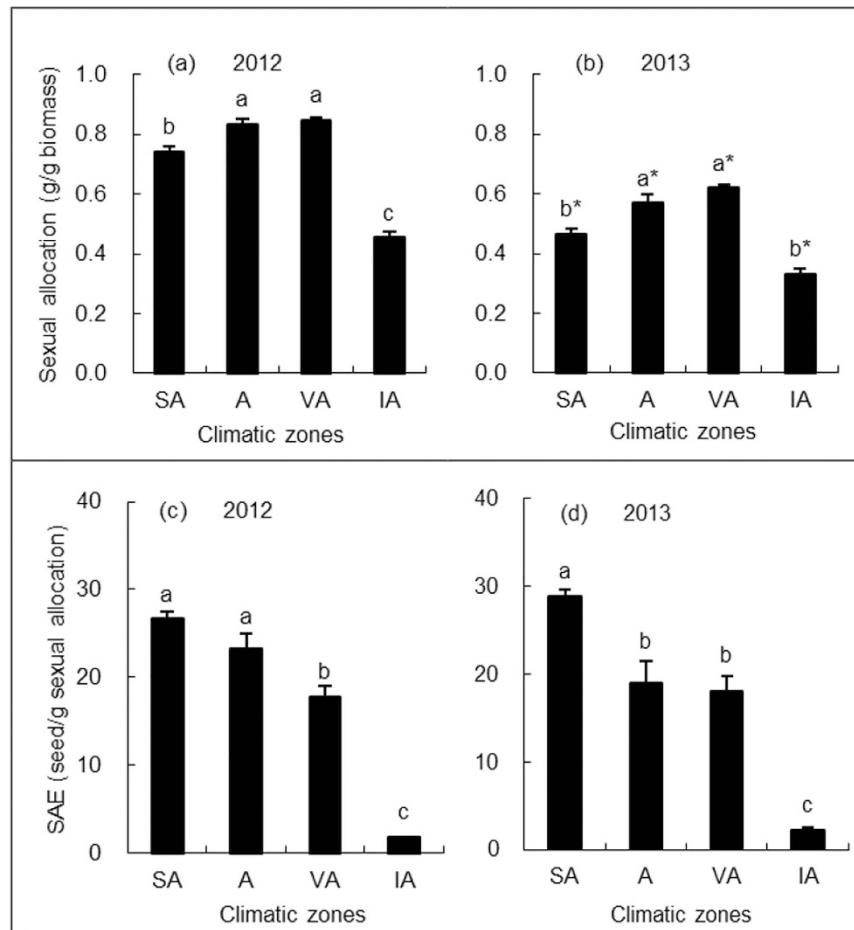 (a) 2012
Sexual allocation (g/g biomass)
1.0
0.8
0.6
0.4
0.2
0.0
b
a
a
c
SA A VA IA
Climatic zones
(b) 2013
1.0
0.8
0.6
0.4
0.2
0.0
b*
a*
a*
b*
SA A VA IA
Climatic zones
(c) 2012
SAE (seed/g sexual allocation)
40
30
20
10
0
a
a
b
c
SA A VA IA
Climatic zones
(d) 2013
40
30
20
10
0
a
b
b
c
SA A VA IA
Climatic zones